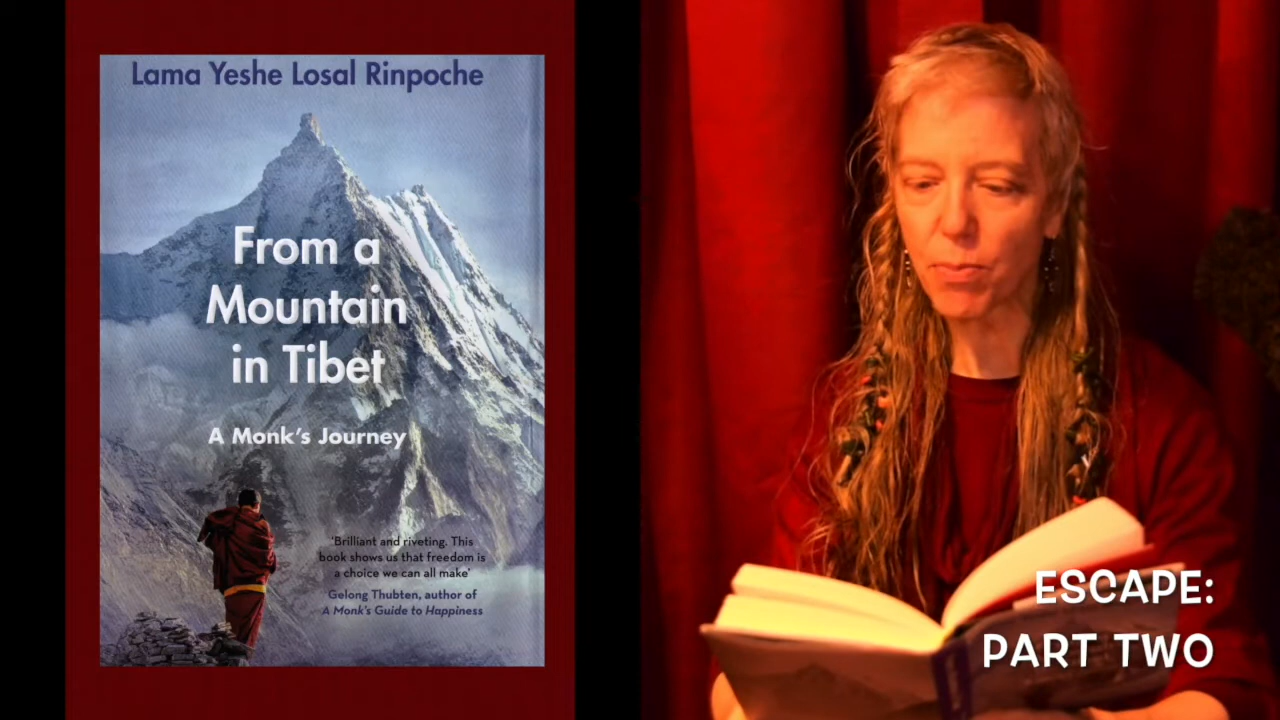 Lama Yeshe Losal Rinpoche
From a
Mountain
in Tibet
A Monk's Journey
'Brilliant and riveting. This
book shows us that freedom is
a choice we can all make'
Gelong Thubten, author of
A Monk's Guide to Happiness
ESCAPE:
PART TWO